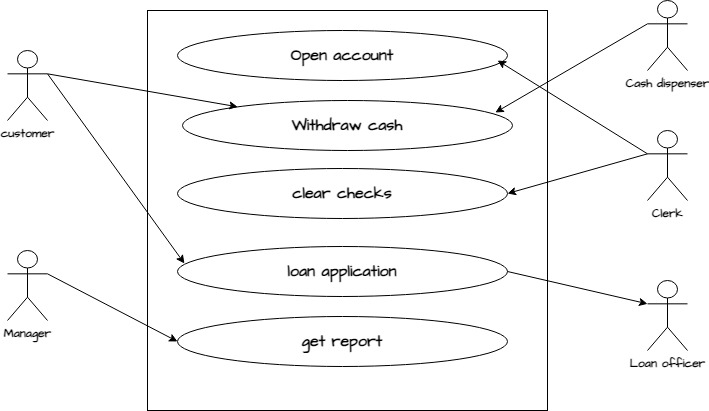 Open account
Cash dispenser
customer
Withdraw cash
clear checks
Clerk
loan application
Manager
get report
Loan officer